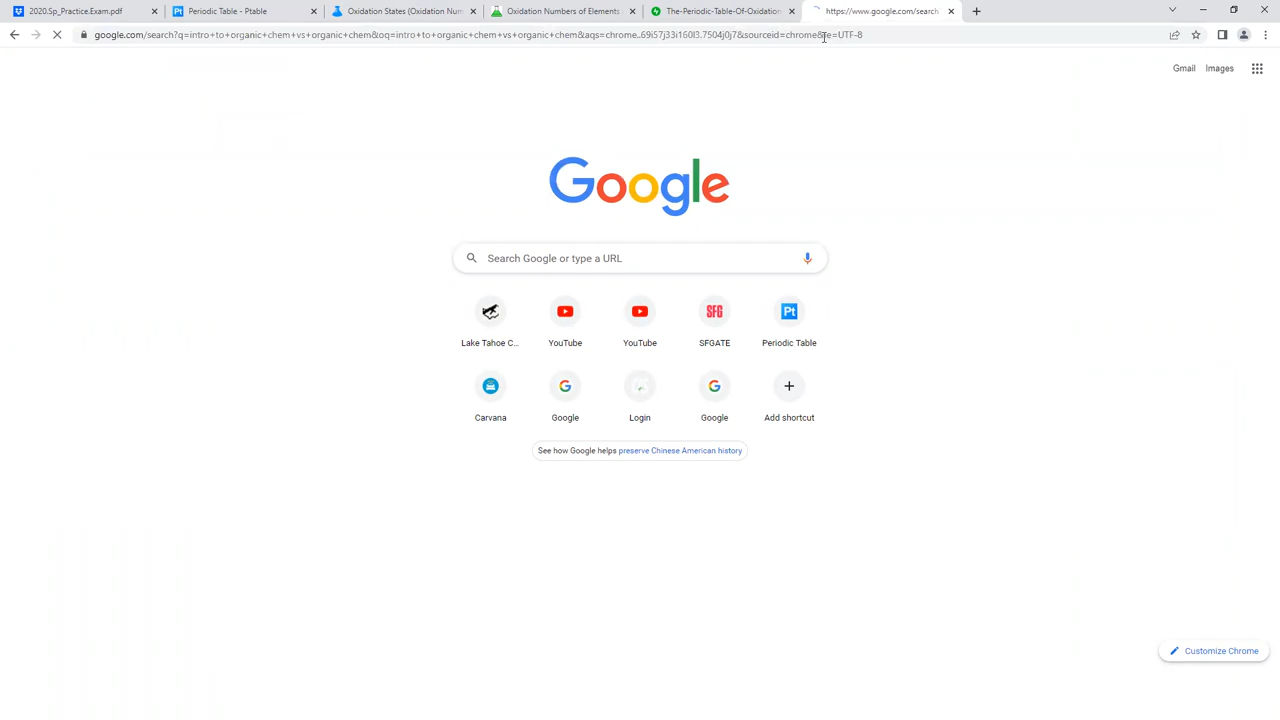 2020.Sp_Practice.Exam.pdf
Periodic Table - Ptable
Oxidation States (Oxidation Num
Oxidation Numbers of Elements
The-Periodic-Table-Of-Oxidation
https://www.google.com/search
google.com/search?q=intro+to+organic+chem+vs+organic+chem&oq=intro+to+organic+chem+vs+organic+chem&aqs=chrome..69i57j33i160l3.7504j0j7&sourceid=chrome&ie=UTF-8
Gmail
Images
Google
Search Google or type a URL
Lake Tahoe C...
YouTube
YouTube
SFG
SFGATE
Pt
Periodic Table
Carvana
Google
Login
Google
Add shortcut
See how Google helps preserve Chinese American history
Customize Chrome